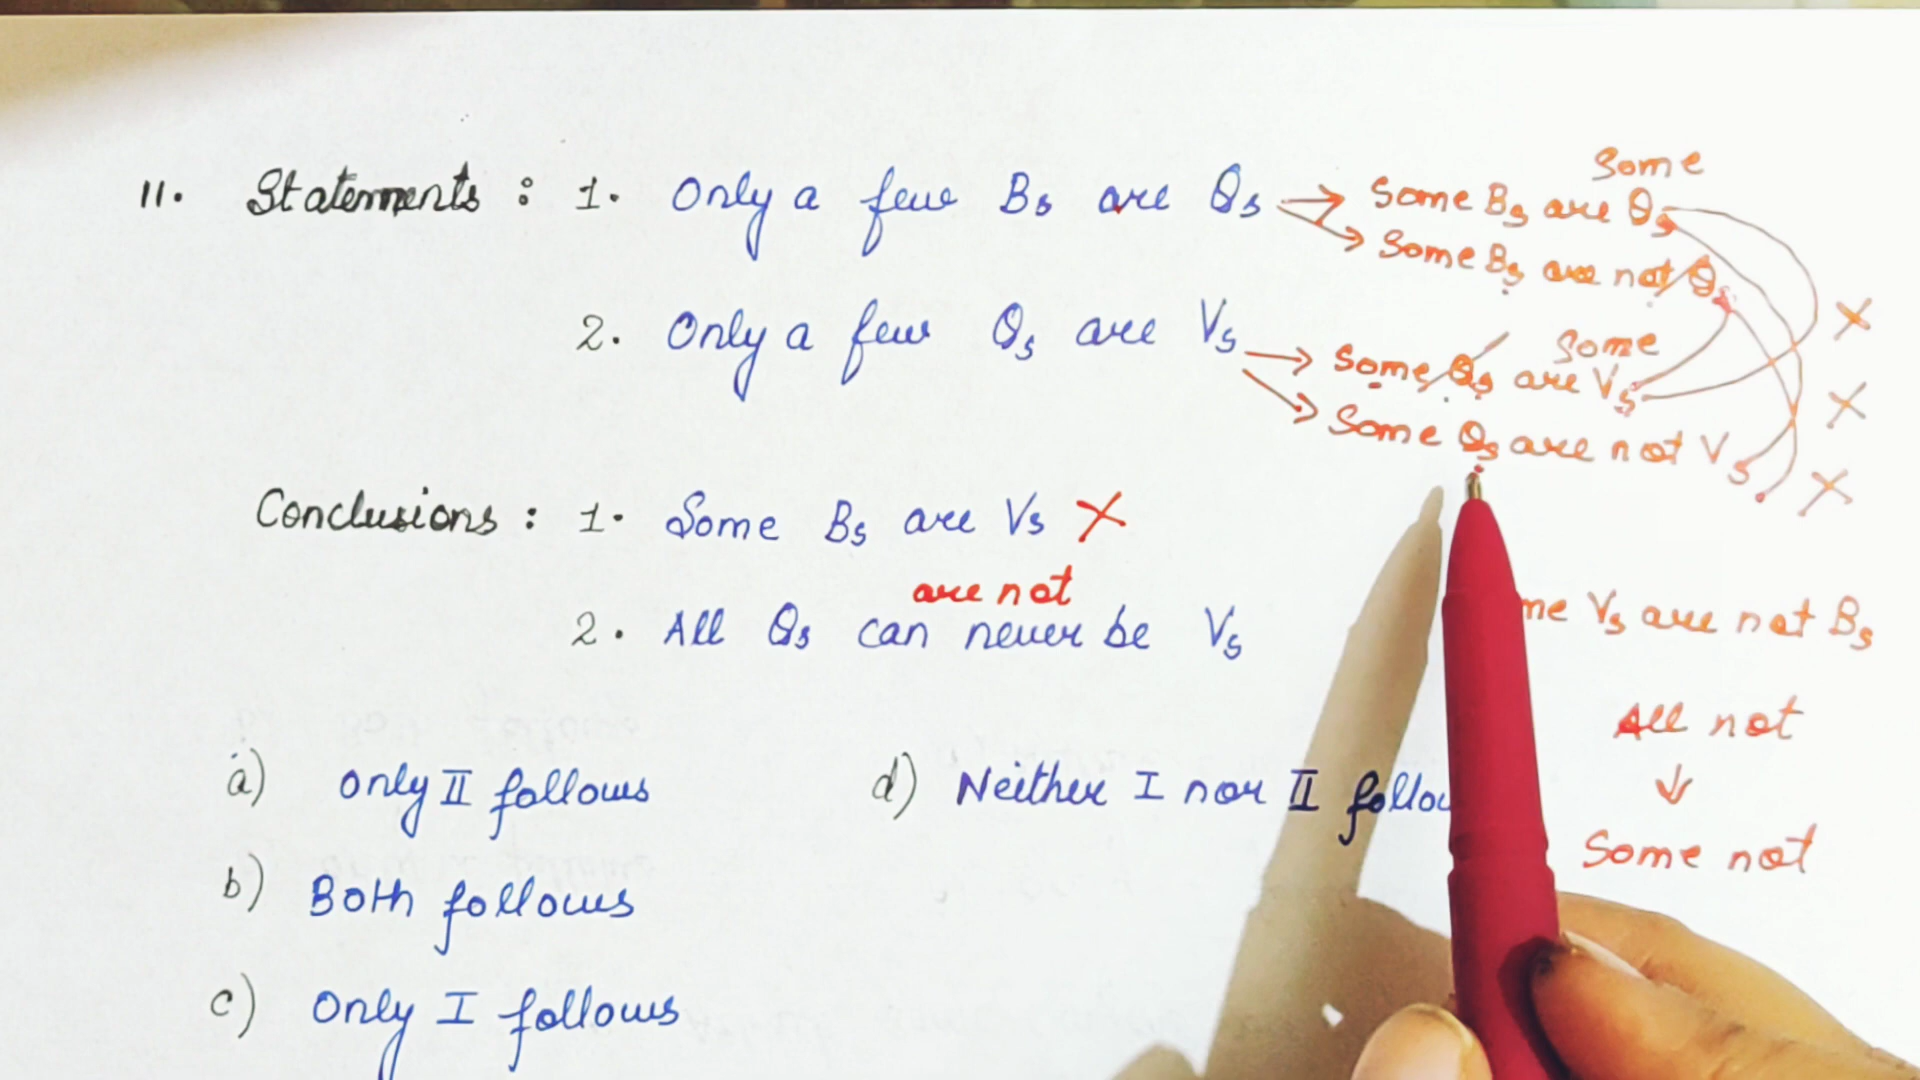 11. Statements : 1. Only a few Bs are Qs
Some
Some Bs are Qs
Some Bs are not Qs
2. Only a few Qs are Vs
Some
Some Qs are Vs
Some Qs are not Vs
Conclusions : 1. Some Bs are Vs X
are not
2. All Qs can never be Vs
Vs are not Bs
All not
Some not
a) Only II follows
b) Both follows
c) Only I follows
d) Neither I nor II